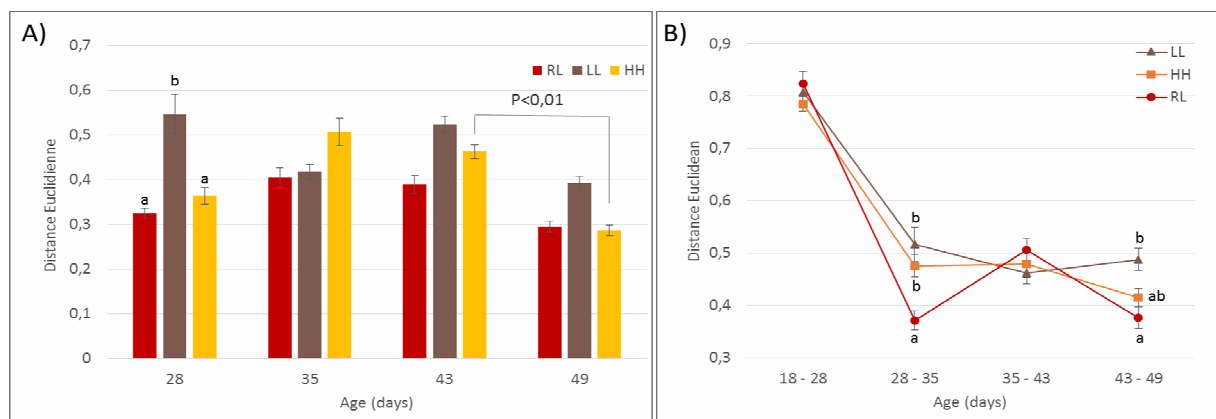 A)
0,7
0,6
0,5
0,4
0,3
0,2
0,1
0
Distance Euclidienne
RL LL HH
P<0,01
b
a
a
28 35 43 49
Age (days)
B)
0,9
0,8
0,7
0,6
0,5
0,4
0,3
Distance Euclidean
LL
HH
RL
b
b
a
b
ab
a
18 - 28 28 - 35 35 - 43 43 - 49
Age (days)